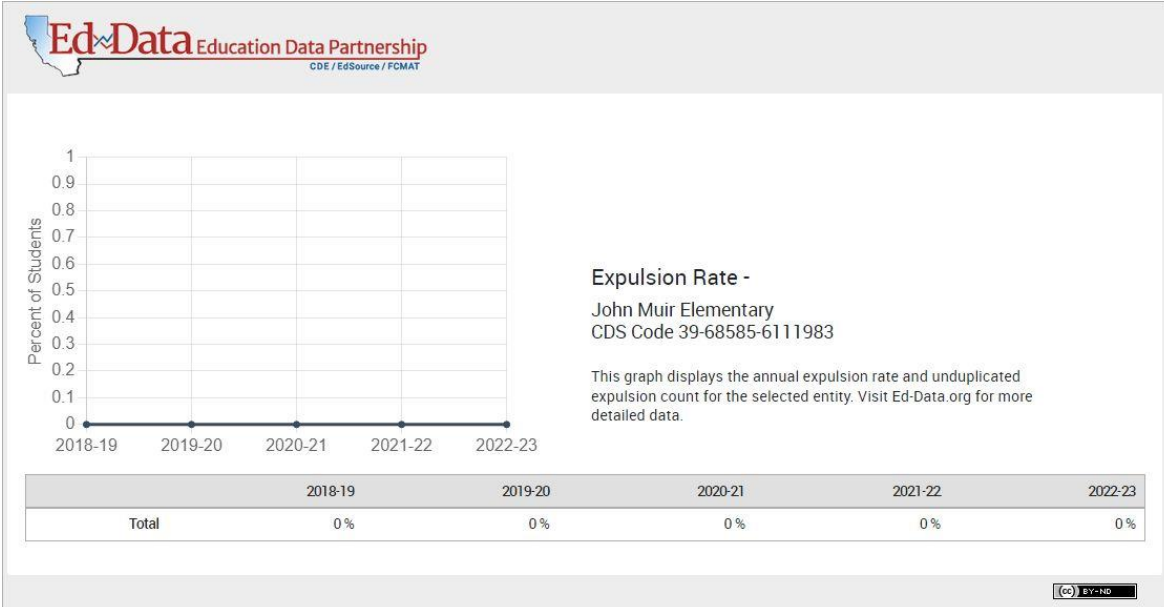 Ed Data Education Data Partnership
CDE / EdSource / FCMAT
1
0.9
0.8
0.7
0.6
0.5
0.4
0.3
0.2
0.1
0
Percent of Students
2018-19 2019-20 2020-21 2021-22 2022-23
Expulsion Rate -
John Muir Elementary
CDS Code 39-68585-6111983
This graph displays the annual expulsion rate and unduplicated
expulsion count for the selected entity. Visit Ed-Data.org for more
detailed data.
2018-19 2019-20 2020-21 2021-22 2022-23
Total 0 % 0 % 0 % 0 % 0 %
(cc) BY-ND